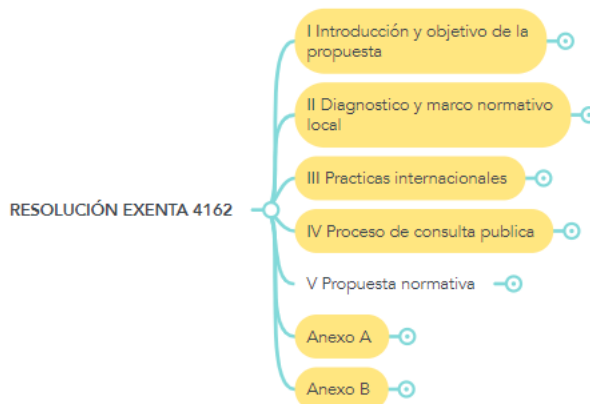 I Introducción y objetivo de la
propuesta
II Diagnostico y marco normativo
local
III Practicas internacionales
RESOLUCIÓN EXENTA 4162
IV Proceso de consulta publica
V Propuesta normativa
Anexo A
Anexo B